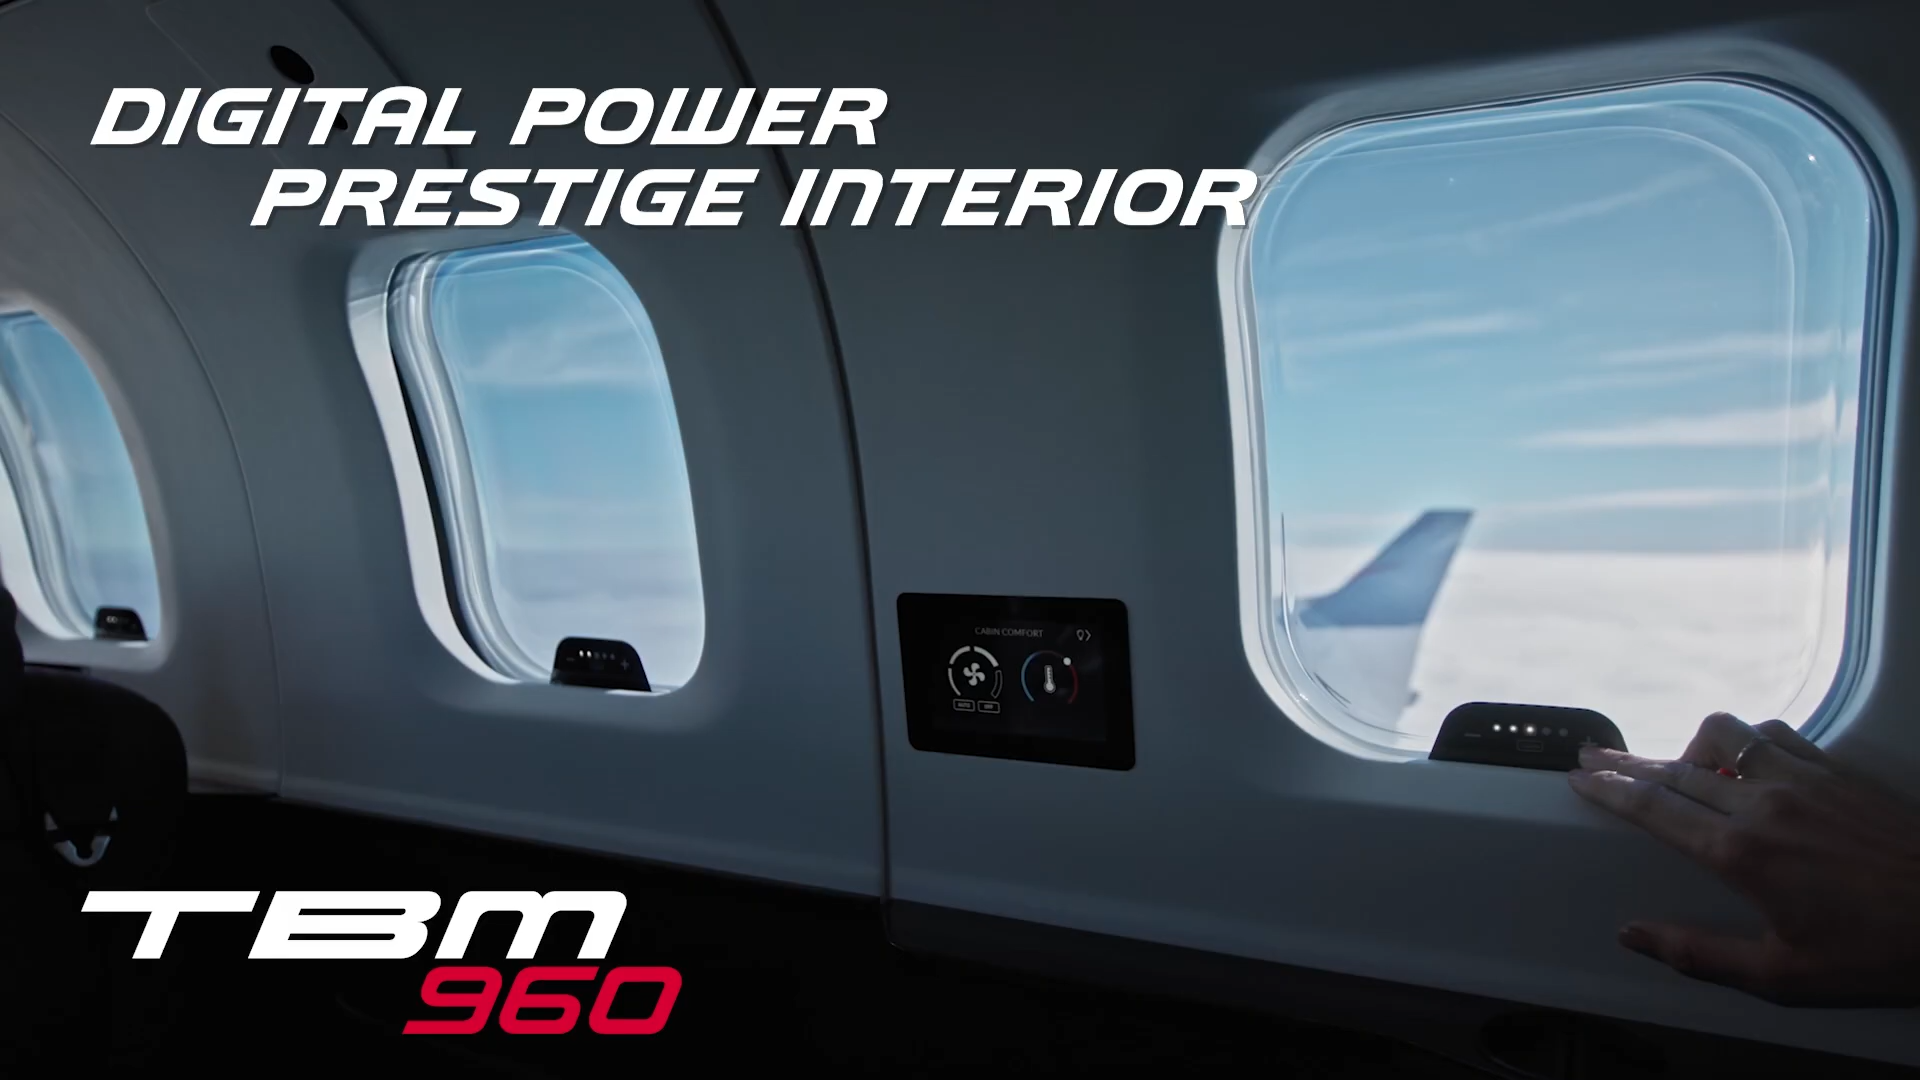 DIGITAL POWER
PRESTIGE INTERIOR
CABIN COMFORT
AUTO OFF
TBM
960